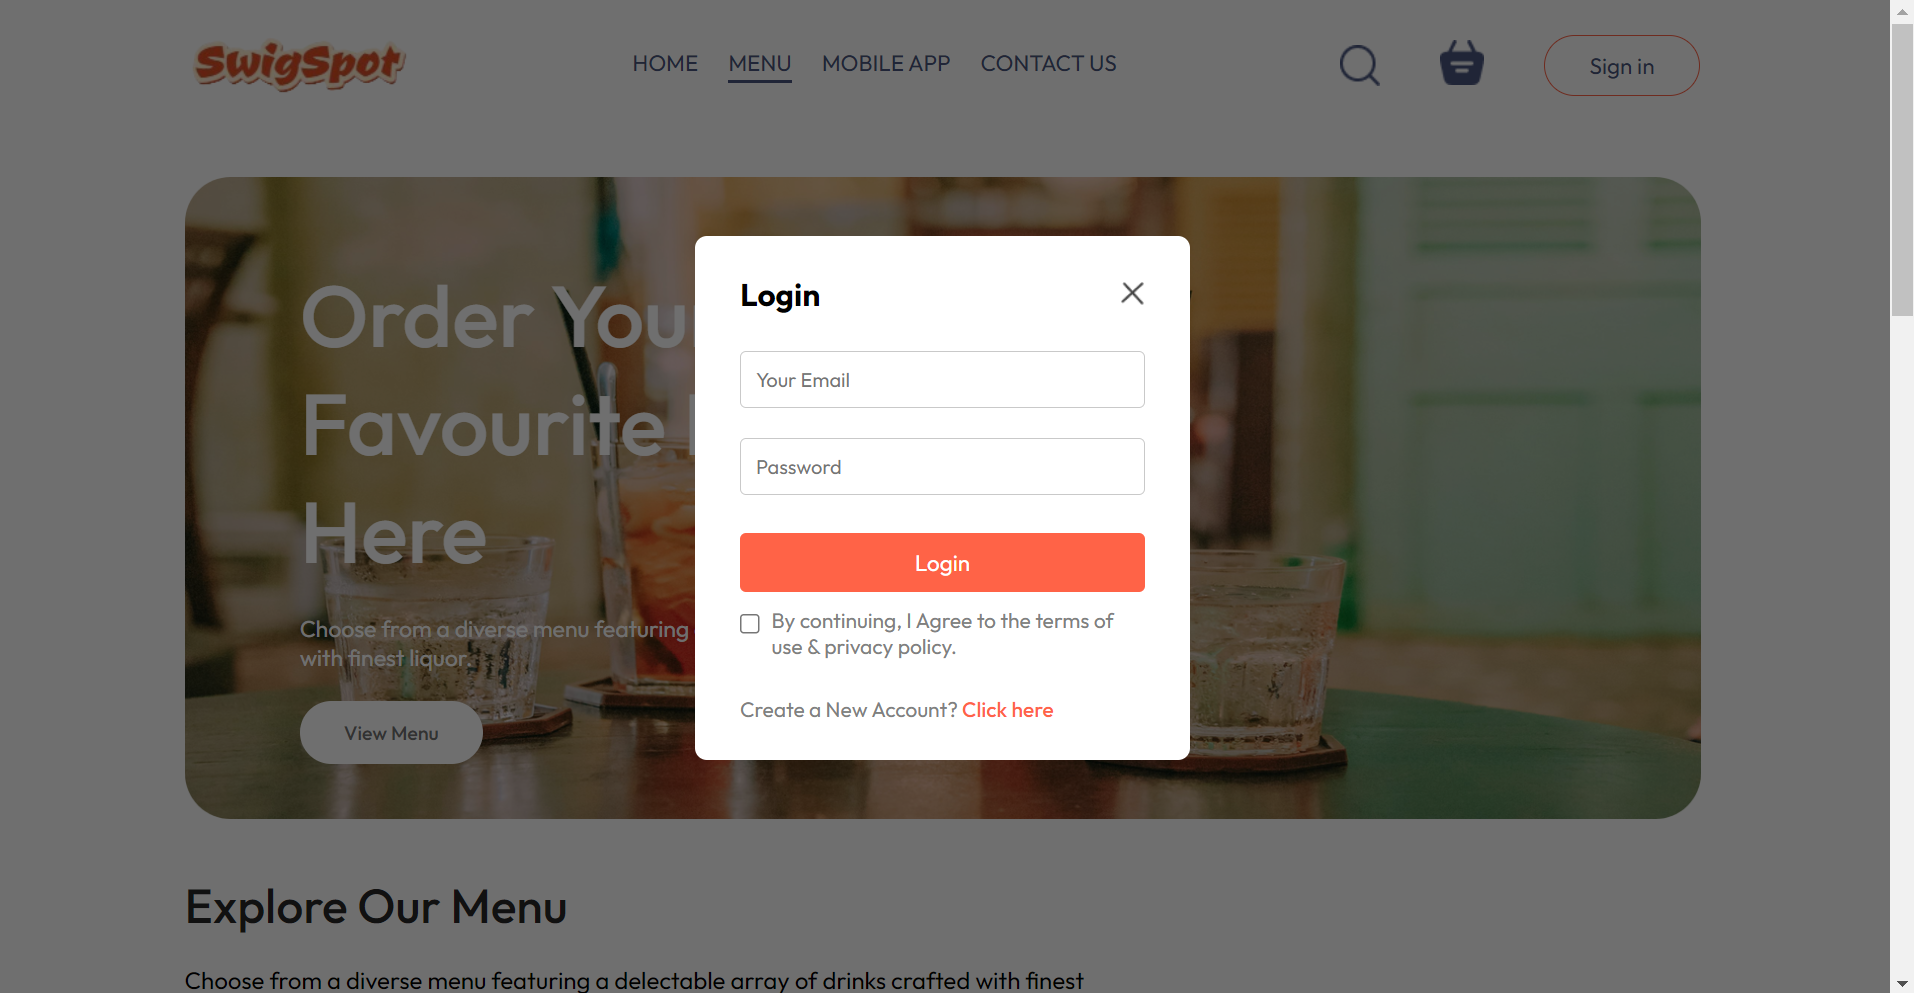 SwigSpot
HOME MENU MOBILE APP CONTACT US
Sign in
Order Your
Favourite
Here
Choose from a diverse menu featuring
with finest liquor.
View Menu
Login
Your Email
Password
Login
By continuing, I Agree to the terms of
use & privacy policy.
Create a New Account? Click here
Explore Our Menu
Choose from a diverse menu featuring a delectable array of drinks crafted with finest